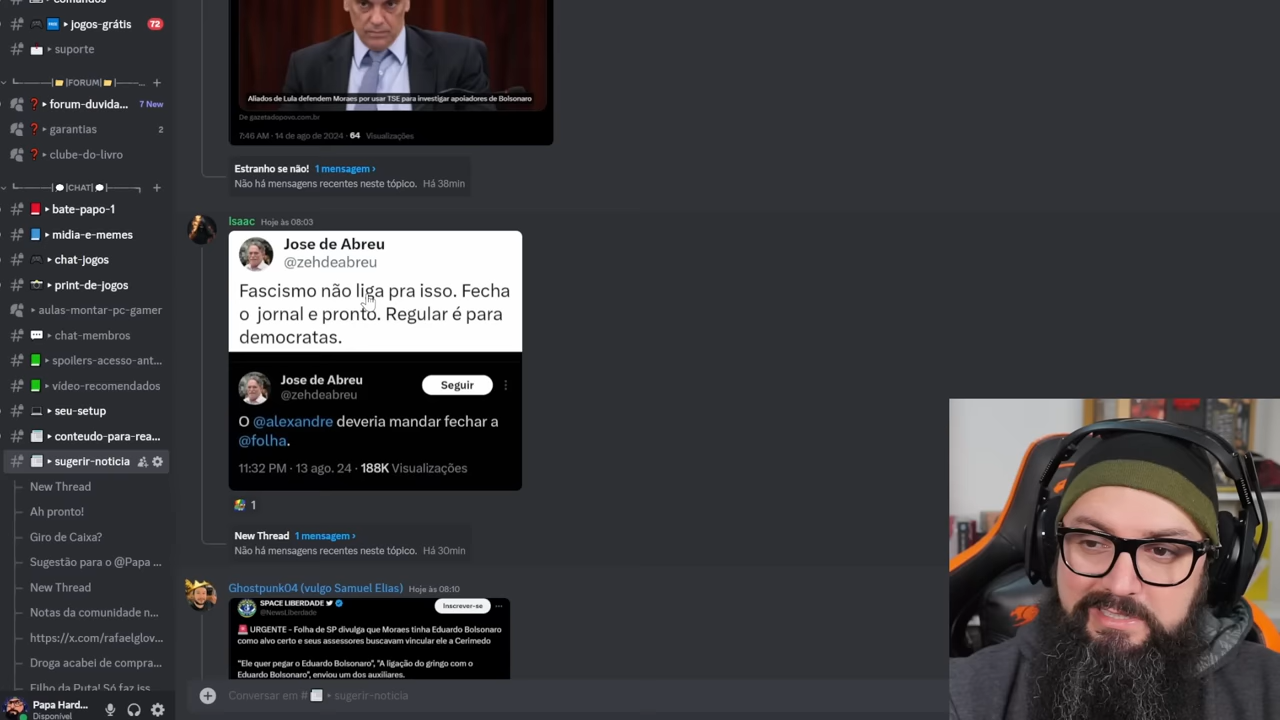 comandos
jogos-grátis 72
suporte
|FORUM|
forum-duvida... 7 New
garantias 2
clube-do-livro
|CHAT|
bate-papo-1
midia-e-memes
chat-jogos
print-de-jogos
aulas-montar-pc-gamer
chat-membros
spoilers-acesso-ant...
vídeo-recomendados
seu-setup
conteudo-para-rea...
sugerir-noticia
New Thread
Ah pronto!
Giro de Caixa?
Sugestão para o @Papa ...
New Thread
Notas da comunidade n...
https://x.com/rafaelglov...
Droga acabei de compra...
Filho da Puta! Só faz iss...
Papa Hard...
Disponível
Aliados de Lula defendem Moraes por usar TSE para investigar apoiadores de Bolsonaro
De gazetadopovo.com.br
7:46 AM · 14 de ago de 2024 · 64 Visualizações
Estranho se não! 1 mensagem ›
Não há mensagens recentes neste tópico. Há 38min
Isaac Hoje às 08:03
Jose de Abreu
@zehdeabreu
Fascismo não liga pra isso. Fecha
o jornal e pronto. Regular é para
democratas.
Jose de Abreu
@zehdeabreu
Seguir
O @alexandre deveria mandar fechar a
@folha.
11:32 PM · 13 ago. 24 · 188K Visualizações
1
New Thread 1 mensagem ›
Não há mensagens recentes neste tópico. Há 30min
Ghostpunk04 (vulgo Samuel Elias) Hoje às 08:10
SPACE LIBERDADE
@NewsLiberdade
Inscrever-se
URGENTE - Folha de SP divulga que Moraes tinha Eduardo Bolsonaro
como alvo certo e seus assessores buscavam vincular ele a Cerimedo
"Ele quer pegar o Eduardo Bolsonaro", "A ligação do gringo com o
Eduardo Bolsonaro", enviou um dos auxiliares.
Conversar em # sugerir-noticia